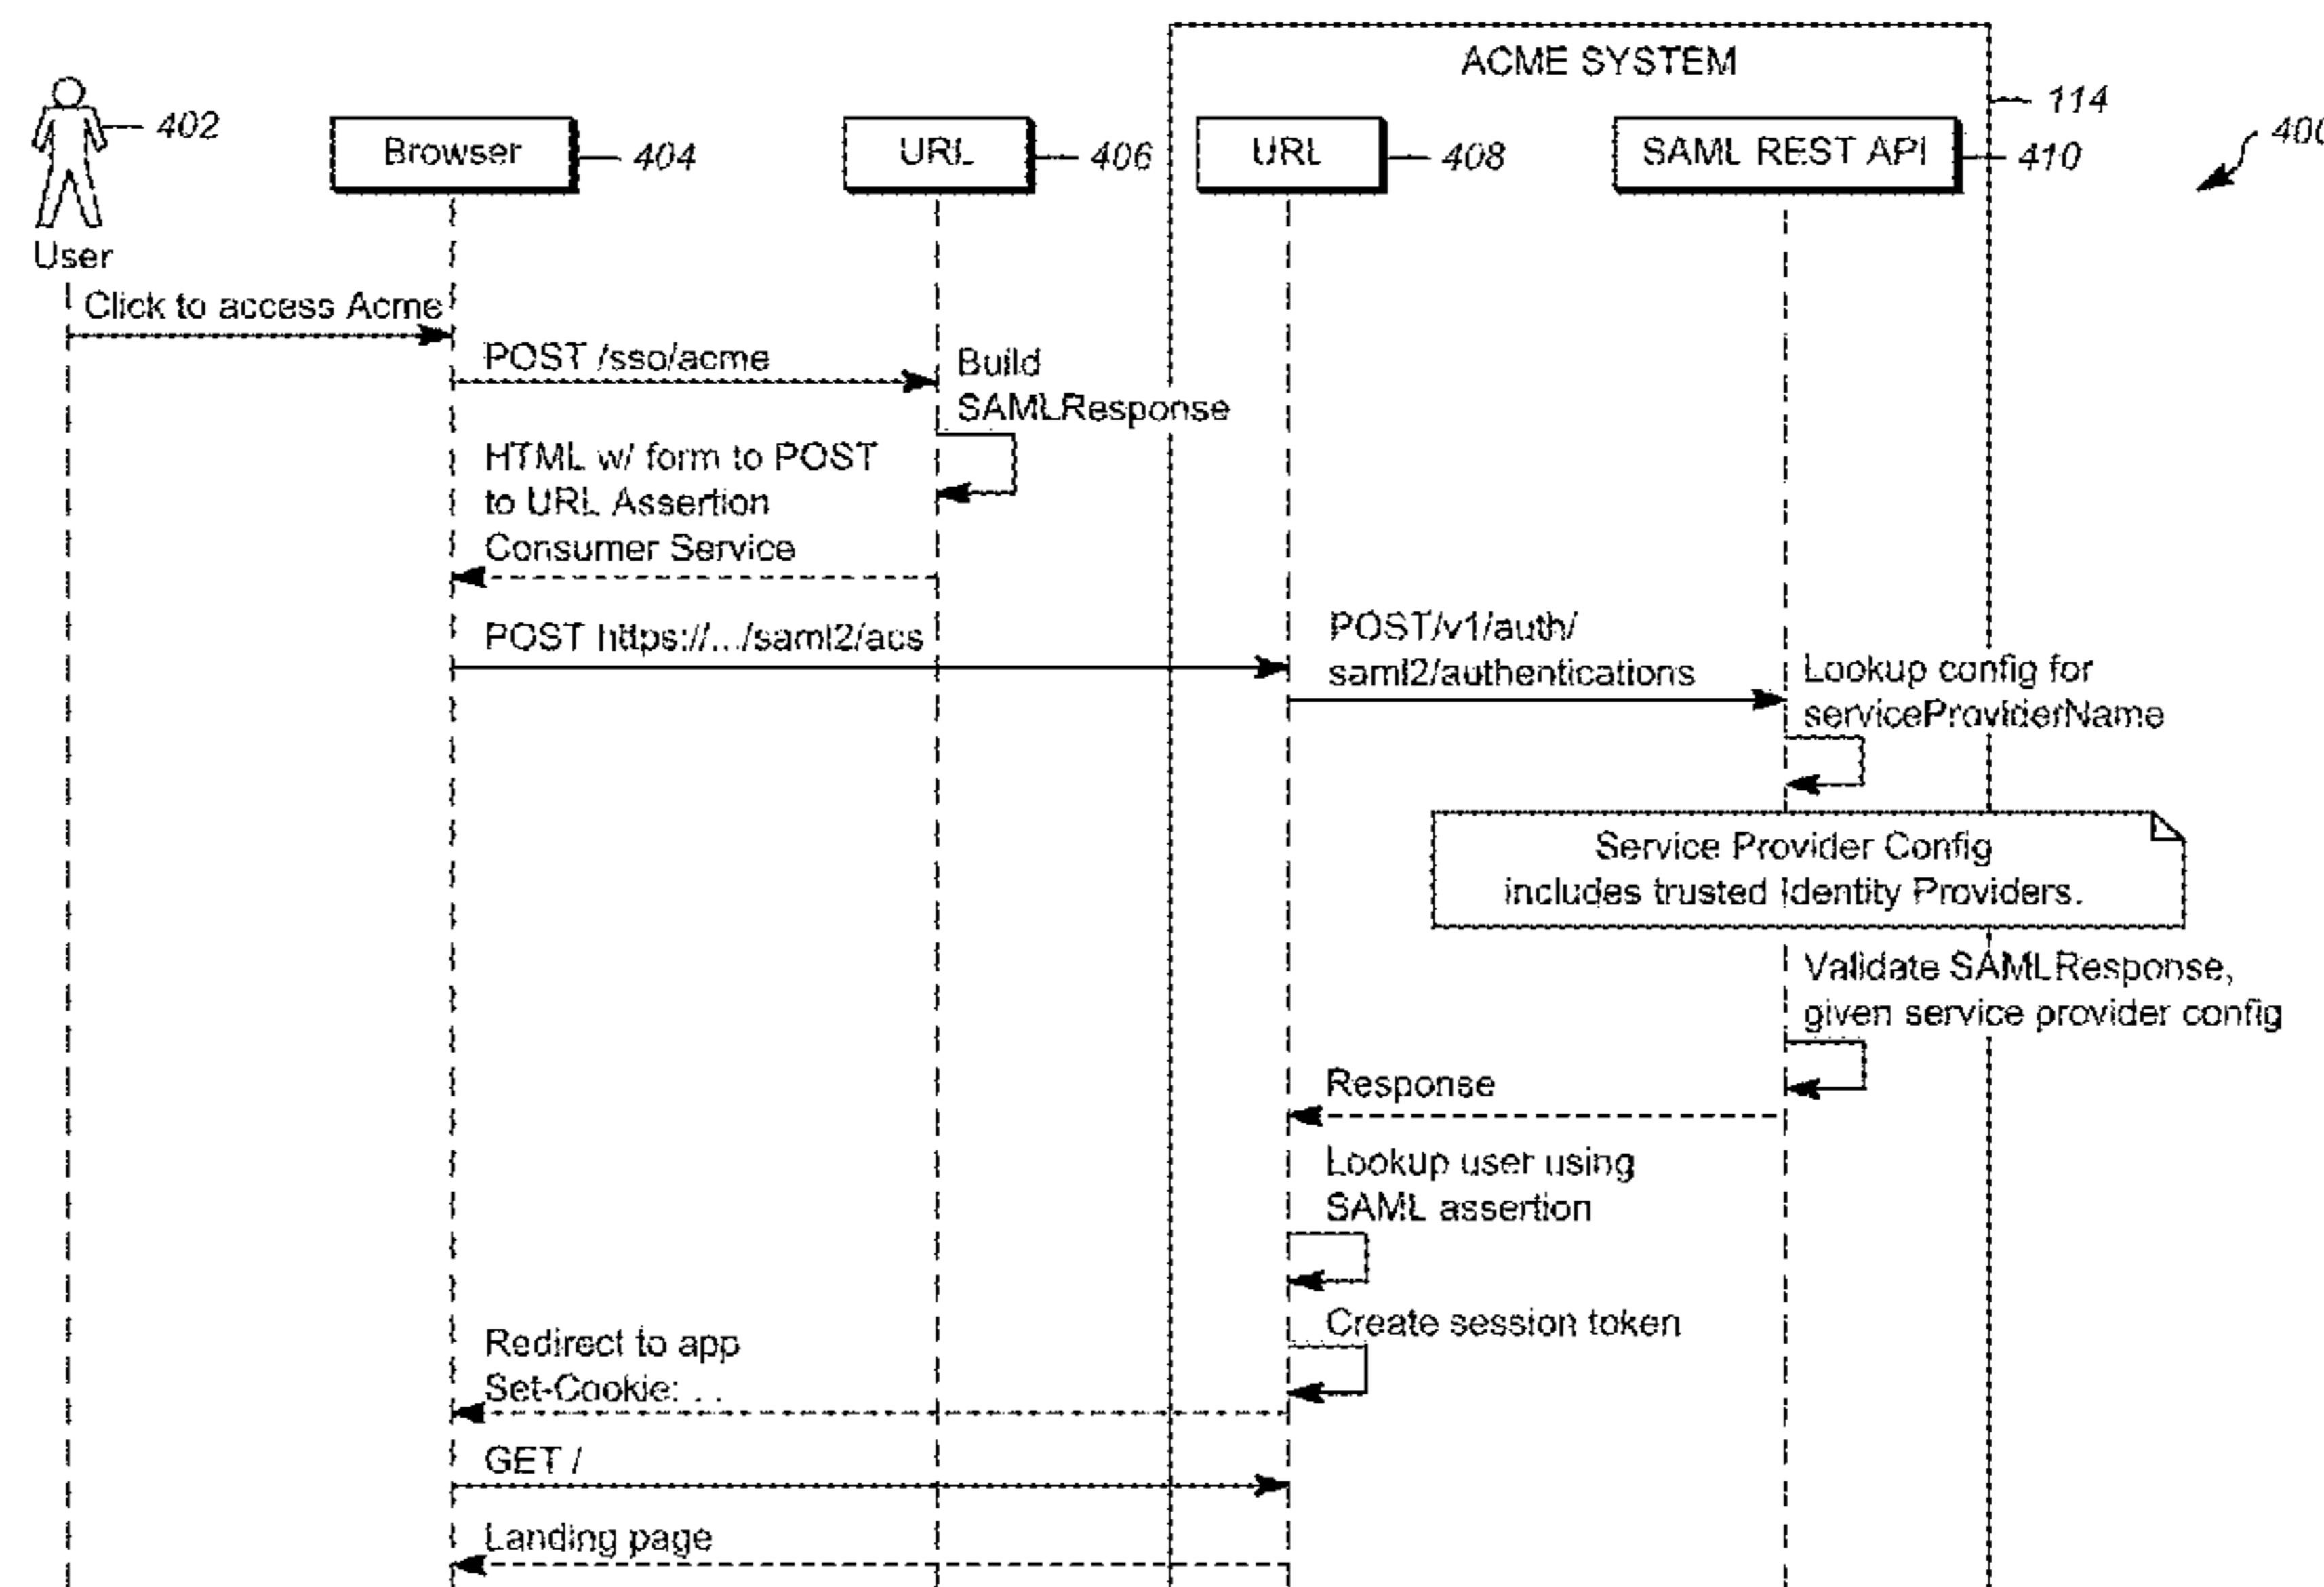 ACME SYSTEM
114
402
400
Browser
404
URL
406
URL
408
SAML REST API
410
User
Click to access Acme
POST /sso/acme
Build
SAMLResponse
HTML w/ form to POST
to URL Assertion
Consumer Service
POST https://.../saml2/acs
POST/v1/auth/
saml2/authentications
Lookup config for
serviceProviderName
Service Provider Config
includes trusted Identity Providers.
Validate SAMLResponse,
given service provider config
Response
Lookup user using
SAML assertion
Create session token
Redirect to app
Set-Cookie: . .
GET /
Landing page